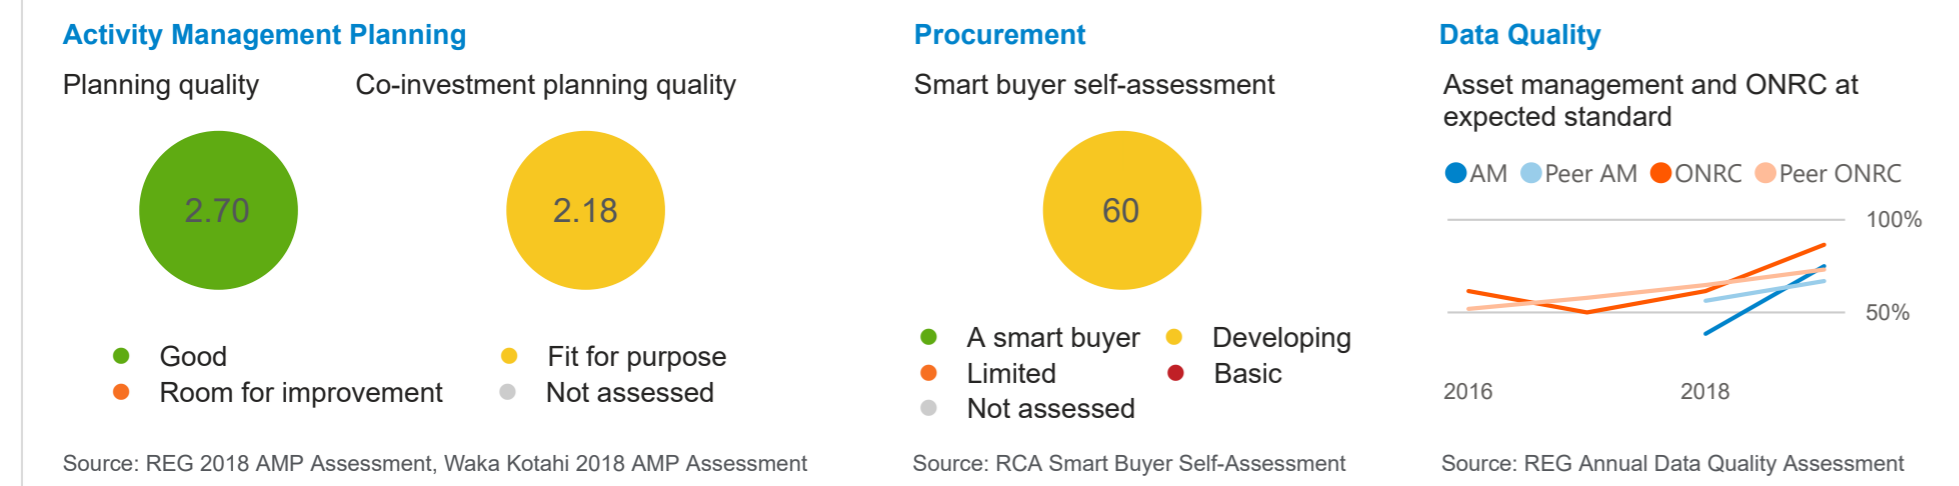 Activity Management Planning
Planning quality
Co-investment planning quality
2.70
2.18
Good
Fit for purpose
Room for improvement
Not assessed
Source: REG 2018 AMP Assessment, Waka Kotahi 2018 AMP Assessment
Procurement
Smart buyer self-assessment
60
A smart buyer
Developing
Limited
Basic
Not assessed
Source: RCA Smart Buyer Self-Assessment
Data Quality
Asset management and ONRC at
expected standard
AM Peer AM ONRC Peer ONRC
100%
50%
2016 2018
Source: REG Annual Data Quality Assessment